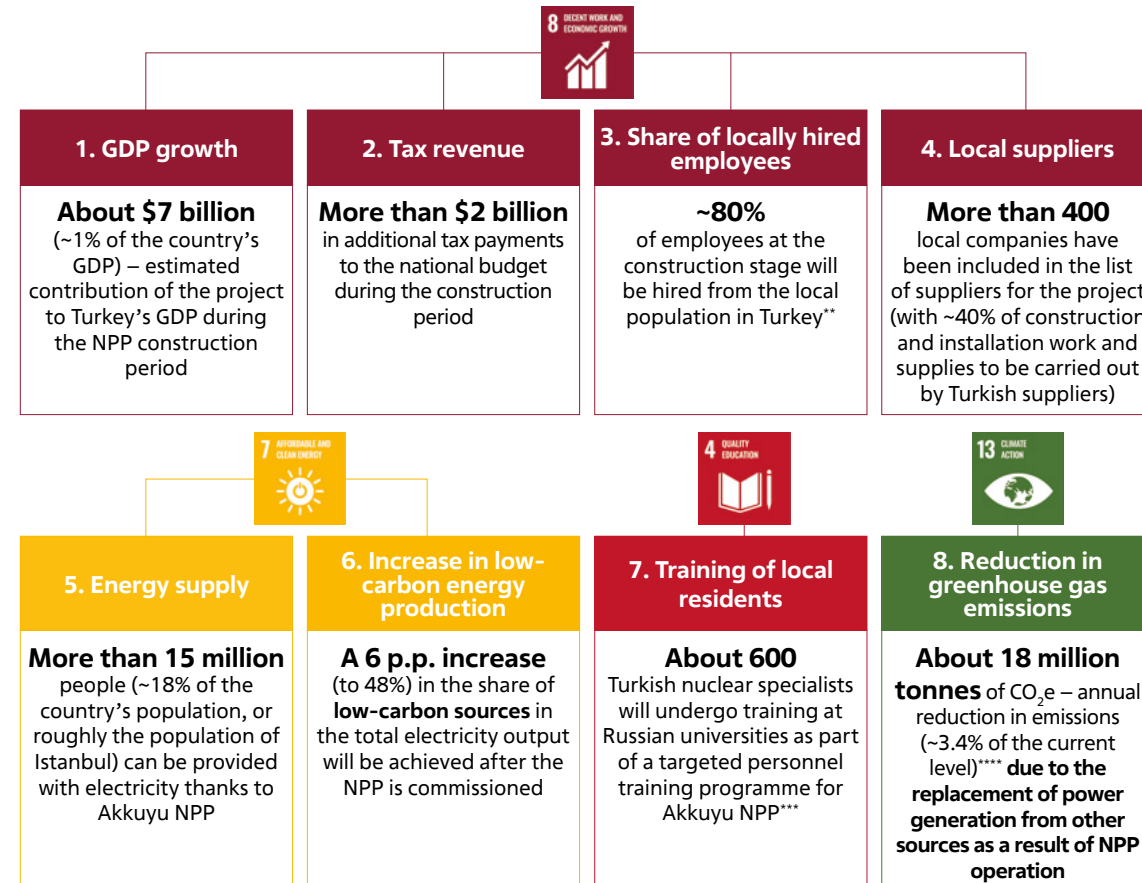 8 DECENT WORK AND
ECONOMIC GROWTH
1. GDP growth
About $7 billion
(~1% of the country's
GDP) – estimated
contribution of the project
to Turkey's GDP during
the NPP construction
period
2. Tax revenue
More than $2 billion
in additional tax payments
to the national budget
during the construction
period
3. Share of locally hired
employees
~80%
of employees at the
construction stage will
be hired from the local
population in Turkey**
4. Local suppliers
More than 400
local companies have
been included in the list
of suppliers for the project
(with ~40% of construction
and installation work and
supplies to be carried out
by Turkish suppliers)
7 AFFORDABLE AND
CLEAN ENERGY
5. Energy supply
More than 15 million
people (~18% of the
country's population, or
roughly the population of
Istanbul) can be provided
with electricity thanks to
Akkuyu NPP
6. Increase in low-
carbon energy
production
A 6 p.p. increase
(to 48%) in the share of
low-carbon sources in
the total electricity output
will be achieved after the
NPP is commissioned
4 QUALITY
EDUCATION
7. Training of local
residents
About 600
Turkish nuclear specialists
will undergo training at
Russian universities as part
of a targeted personnel
training programme for
Akkuyu NPP***
13 CLIMATE
ACTION
8. Reduction in
greenhouse gas
emissions
About 18 million
tonnes of CO₂e – annual
reduction in emissions
(~3.4% of the current
level)**** due to the
replacement of power
generation from other
sources as a result of NPP
operation